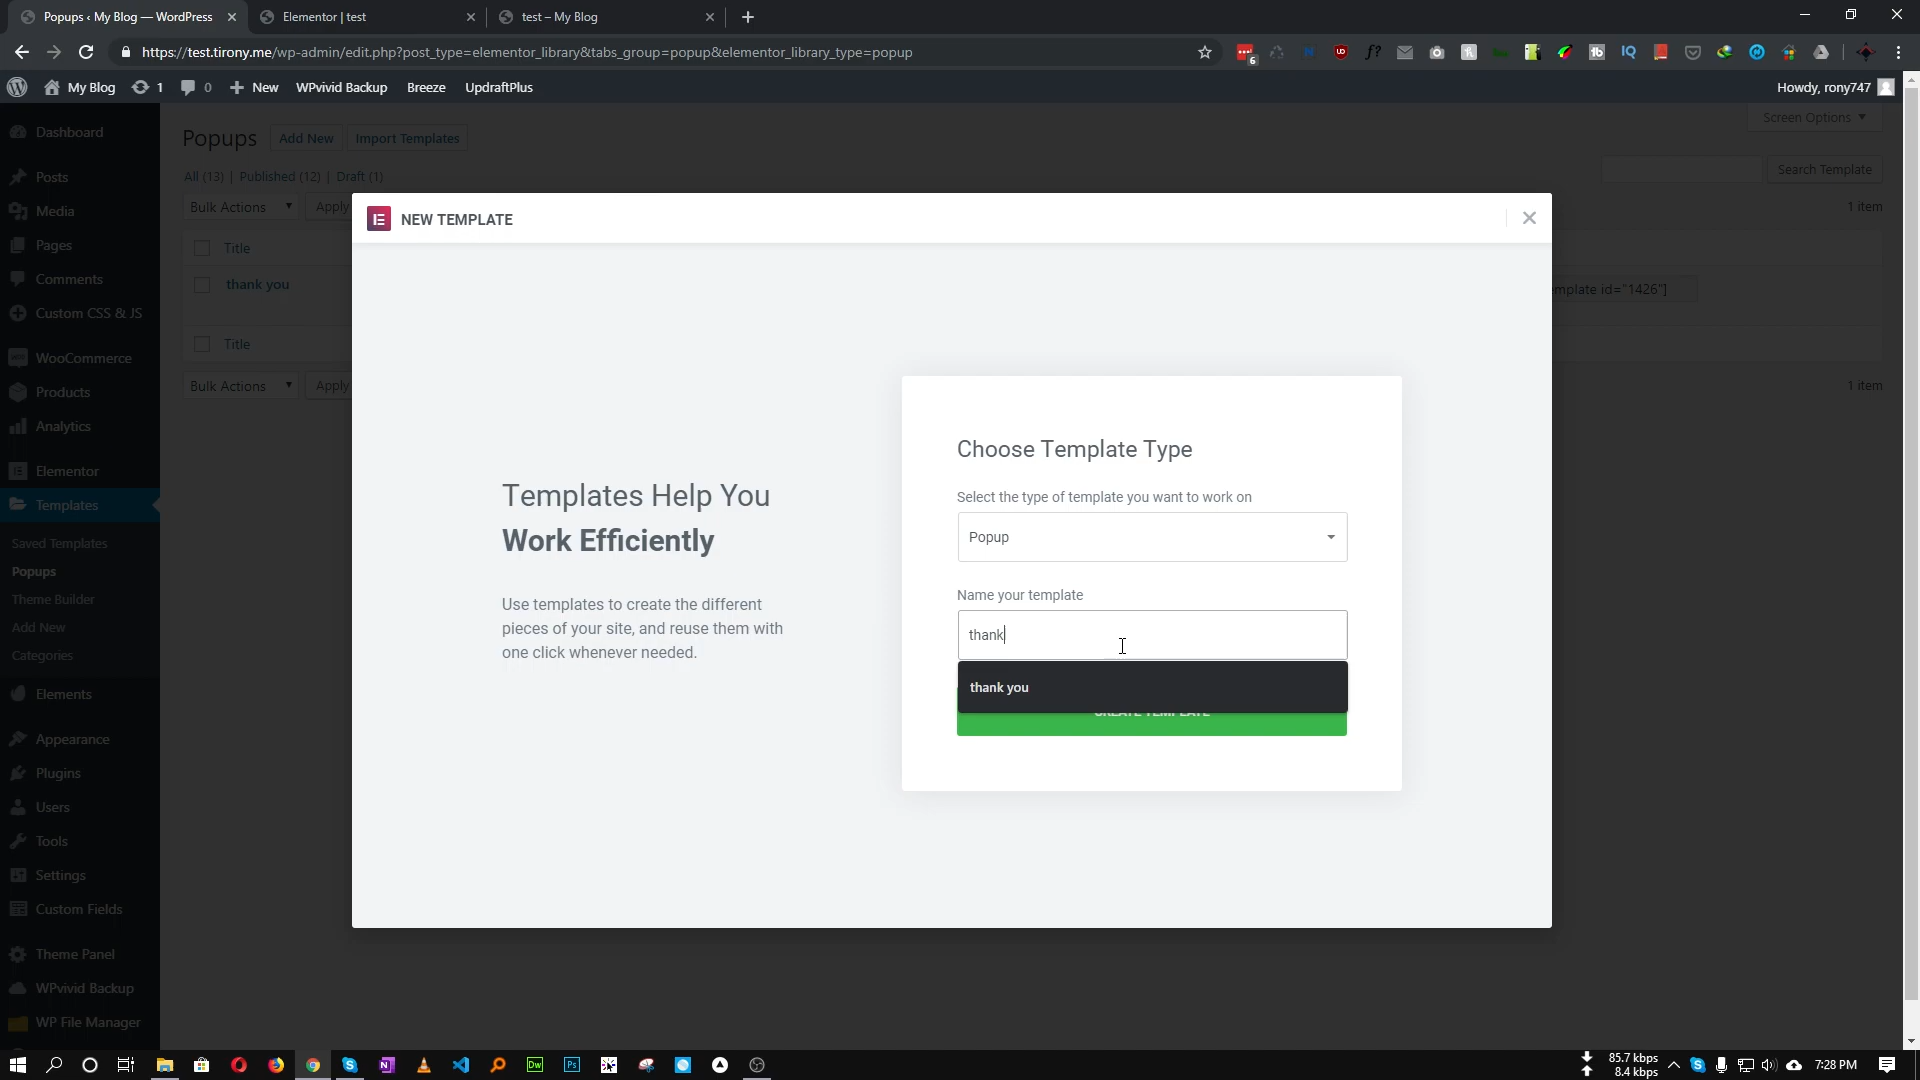 Popups ‹ My Blog — WordPress
Elementor | test
test – My Blog
https://test.tirony.me/wp-admin/edit.php?post_type=elementor_library&tabs_group=popup&elementor_library_type=popup
6
My Blog
1
0
New
WPvivid Backup
Breeze
UpdraftPlus
Howdy, rony747
Dashboard
Posts
Media
Pages
Comments
Custom CSS & JS
WooCommerce
Products
Analytics
Elementor
Templates
Saved Templates
Popups
Theme Builder
Add New
Categories
Elements
Appearance
Plugins
Users
Tools
Settings
Custom Fields
Theme Panel
WPvivid Backup
WP File Manager
Popups
Add New
Import Templates
Screen Options
All (13) | Published (12) | Draft (1)
Search Template
Bulk Actions
Apply
1 item
Title
thank you
mplate id="1426"]
Title
Bulk Actions
Apply
1 item
NEW TEMPLATE
Templates Help You
Work Efficiently
Use templates to create the different
pieces of your site, and reuse them with
one click whenever needed.
Choose Template Type
Select the type of template you want to work on
Popup
Name your template
thank
thank you
CREATE TEMPLATE
85.7 kbps
8.4 kbps
7:28 PM